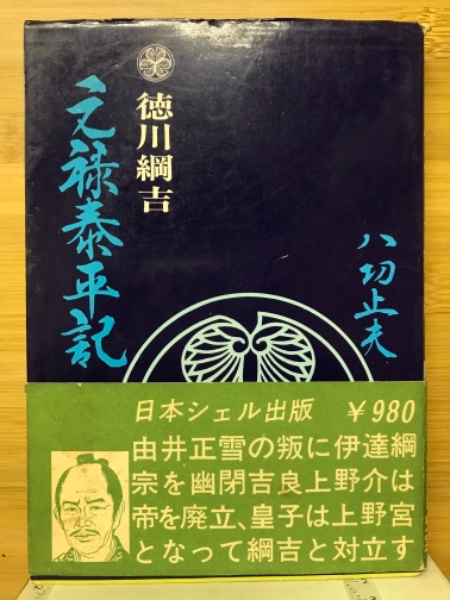 徳川綱吉
元禄泰平記
八切止夫
日本シェル出版 ¥980
由井正雪の叛に伊達綱
宗を幽閉吉良上野介は
帝を廃立、皇子は上野宮
となって綱吉と対立す